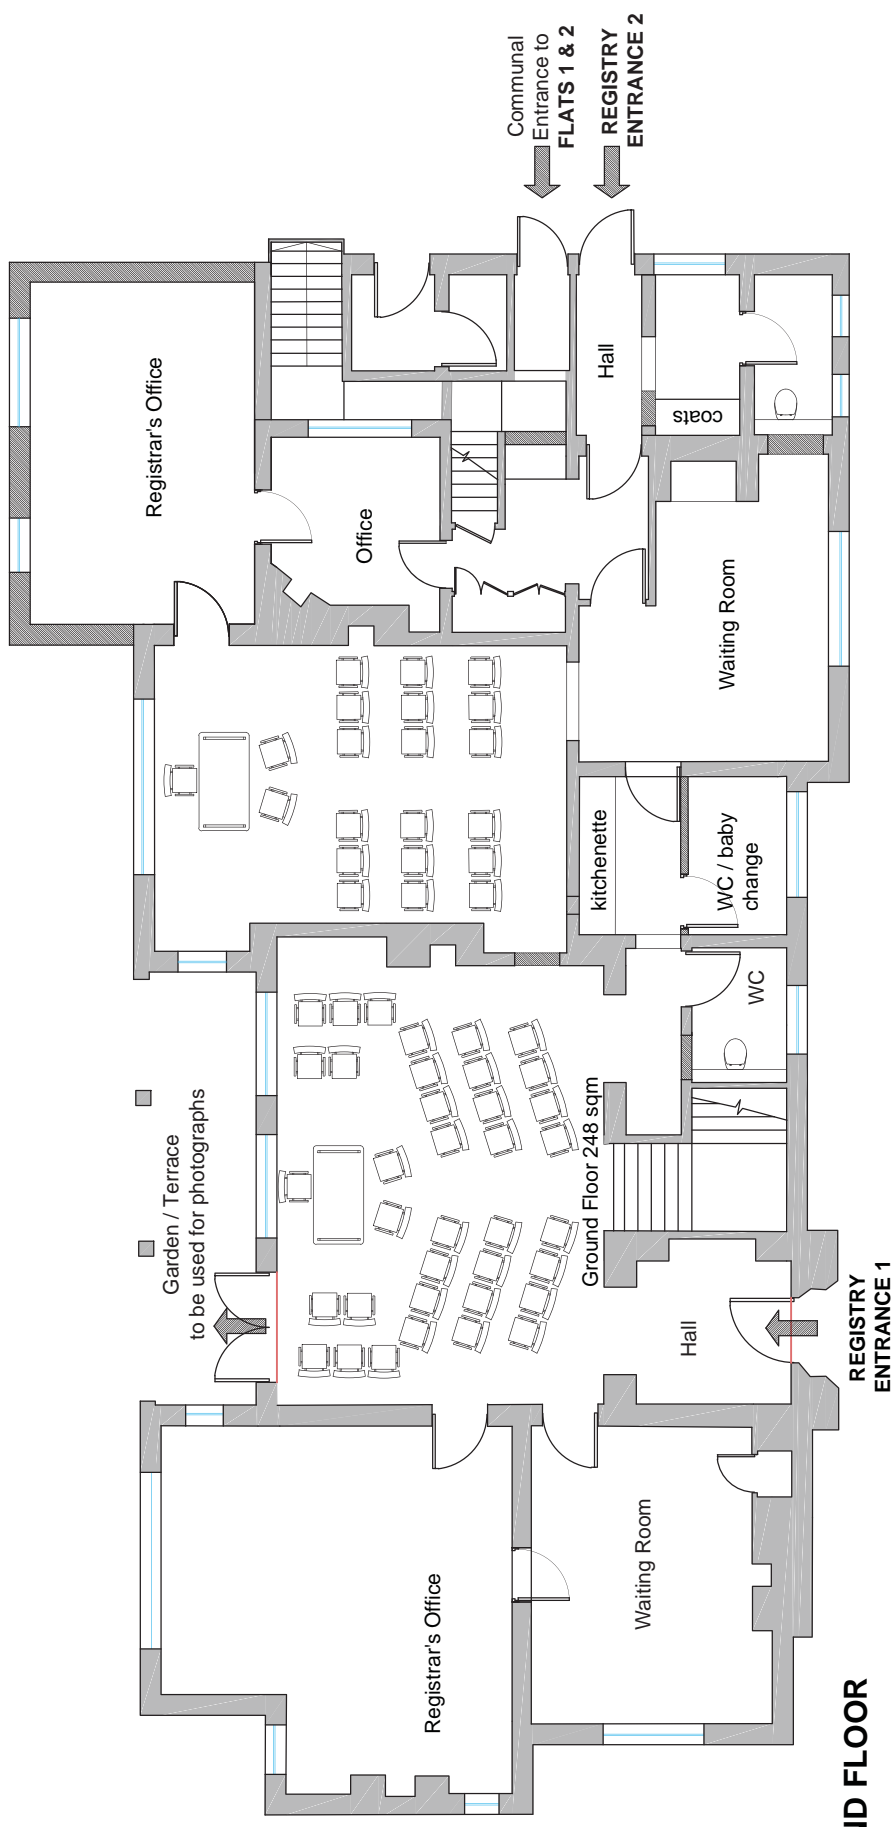 Communal
Entrance to
FLATS 1 & 2
REGISTRY
ENTRANCE 2
Registrar's Office
Office
Hall
coats
Waiting Room
kitchenette
WC / baby
change
WC
Garden / Terrace
to be used for photographs
Ground Floor 248 sqm
Hall
REGISTRY
ENTRANCE 1
Registrar's Office
Waiting Room
ND FLOOR